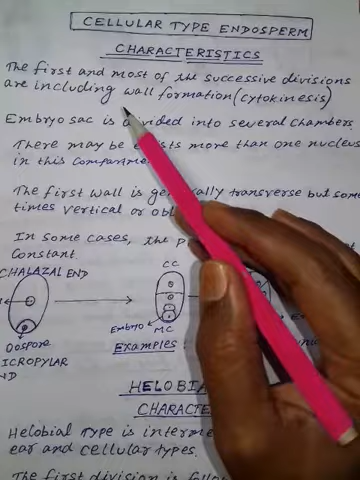 CELLULAR TYPE ENDOSPERM
CHARACTERISTICS
The first and most of the successive divisions
are including wall formation (cytokinesis)
Embryo sac is divided into several chambers
There may be exists more than one nucleus
in this Compartme
The first wall is generally transverse but some
times vertical or obl
In some cases, the p
Constant
CHALAZAL END
CC
OOSPORE
ICROPYLAR
ND
Embryo
MC
Examples
HELOBIA
CHARACTE
Helobial Type is interme
ear and cellular types.
The first division is follo